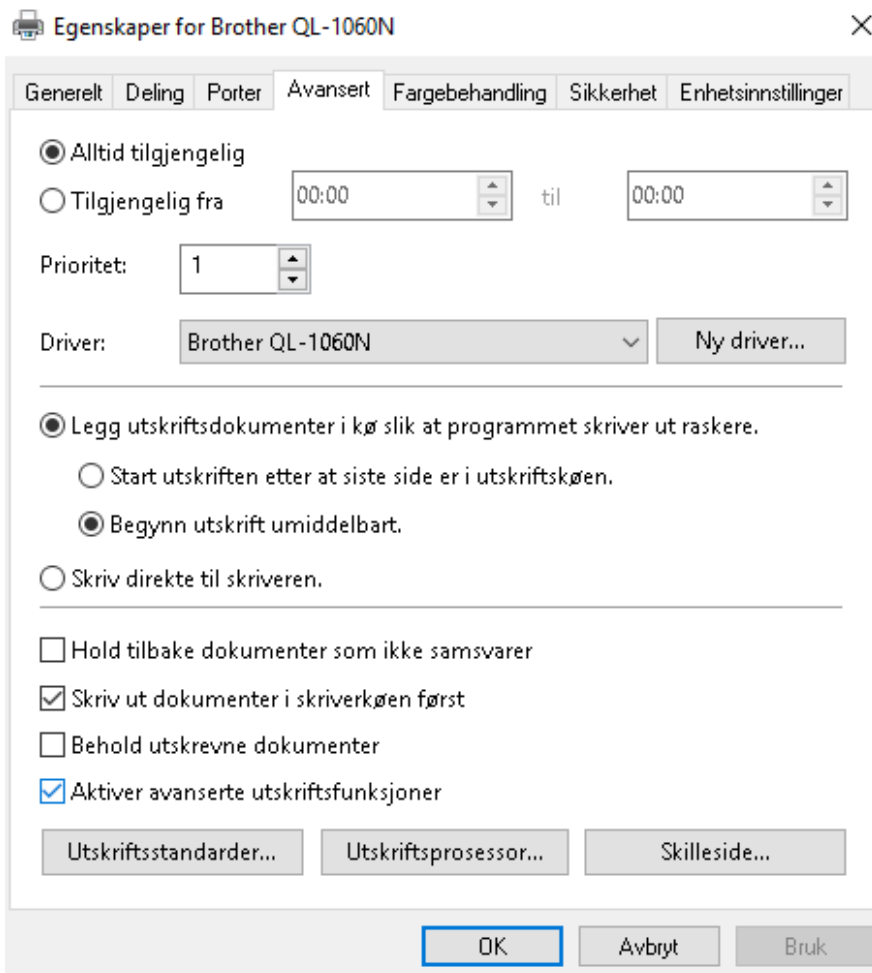 Egenskaper for Brother QL-1060N
Generelt Deling Porter Avansert Fargebehandling Sikkerhet Enhetsinnstillinger
Alltid tilgjengelig
Tilgjengelig fra 00:00 til 00:00
Prioritet: 1
Driver: Brother QL-1060N Ny driver...
Legg utskriftsdokumenter i kø slik at programmet skriver ut raskere.
Start utskriften etter at siste side er i utskriftskøen.
Begynn utskrift umiddelbart.
Skriv direkte til skriveren.
Hold tilbake dokumenter som ikke samsvarer
Skriv ut dokumenter i skriverkøen først
Behold utskrevne dokumenter
Aktiver avanserte utskriftsfunksjoner
Utskriftsstandarder... Utskriftsprosessor... Skilleside...
OK Avbryt Bruk